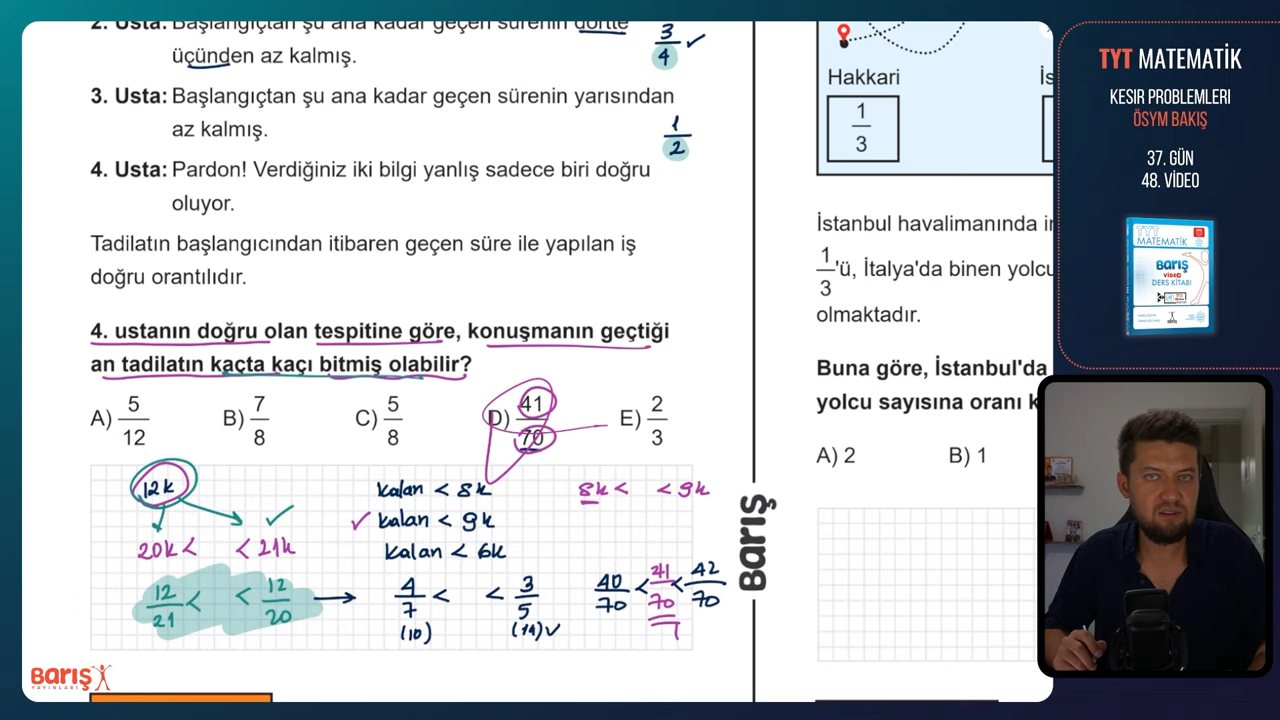 2. Usta: Başlangıçtan şu ana kadar geçen sürenin dörtte
üçünden az kalmış.
3/4 ✓
3. Usta: Başlangıçtan şu ana kadar geçen sürenin yarısından
az kalmış.
1/2
4. Usta: Pardon! Verdiğiniz iki bilgi yanlış sadece biri doğru
oluyor.
Tadilatın başlangıcından itibaren geçen süre ile yapılan iş
doğru orantılıdır.
4. ustanın doğru olan tespitine göre, konuşmanın geçtiği
an tadilatın kaçta kaçı bitmiş olabilir?
A) 5/12 B) 7/8 C) 5/8 D) 41/70 E) 2/3
12k
kalan < 8k
8k < < 9k
✓ kalan < 9k
20k < < 21k ✓
kalan < 6k
12/21 < < 12/20 → 4/7 < < 3/5
(10) (14) ✓
40/70 < 41/70 < 42/70
Barış
Barış
YAYINLARI
Hakkari
1/3
İstanbul havalimanında
1/3'ü, İtalya'da binen
olmaktadır.
Buna göre, İstanbul'da
yolcu sayısına oranı
A) 2 B) 1
TYT MATEMATİK
KESIR PROBLEMLERI
ÖSYM BAKIŞ
37. GÜN
48. VİDEO
TYT
MATEMATİK
Barış
VİDEO
DERS KİTABI